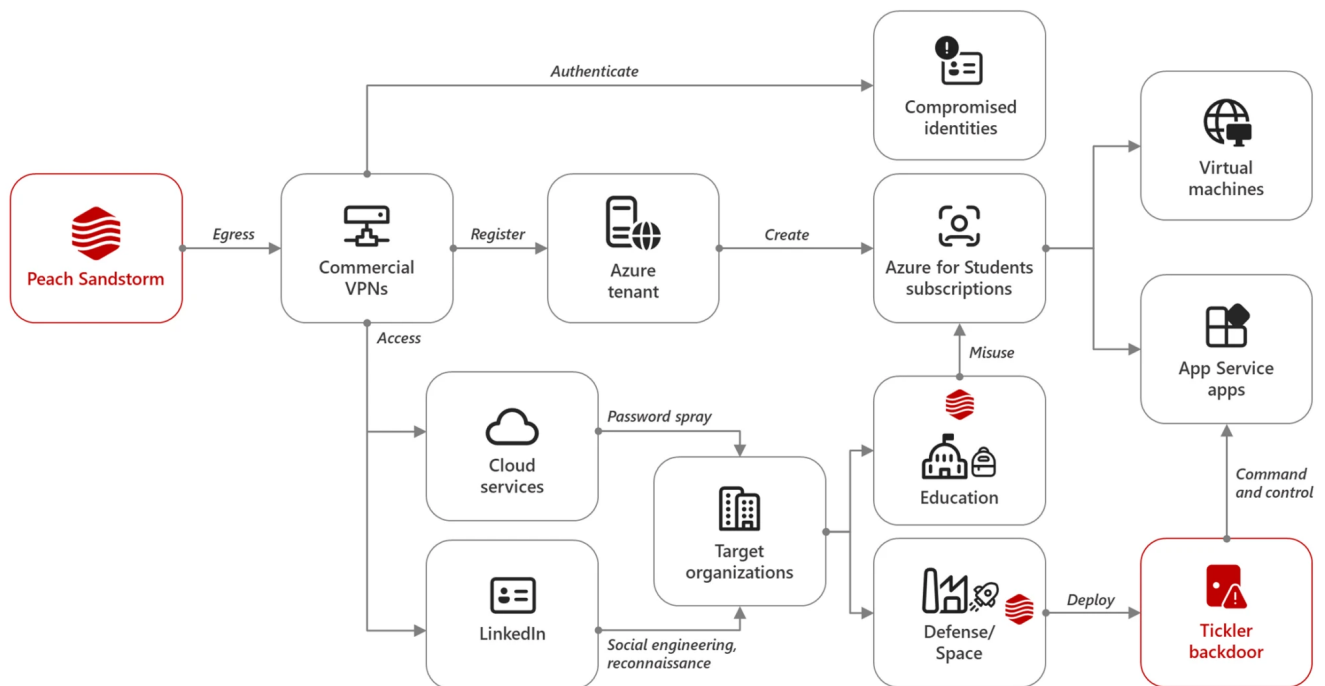 Authenticate
Compromised
identities
Virtual
machines
Peach Sandstorm
Egress
Commercial
VPNs
Register
Azure
tenant
Create
Azure for Students
subscriptions
App Service
apps
Access
Misuse
Cloud
services
Password spray
Education
Command
and control
Target
organizations
LinkedIn
Social engineering,
reconnaissance
Defense/
Space
Deploy
Tickler
backdoor